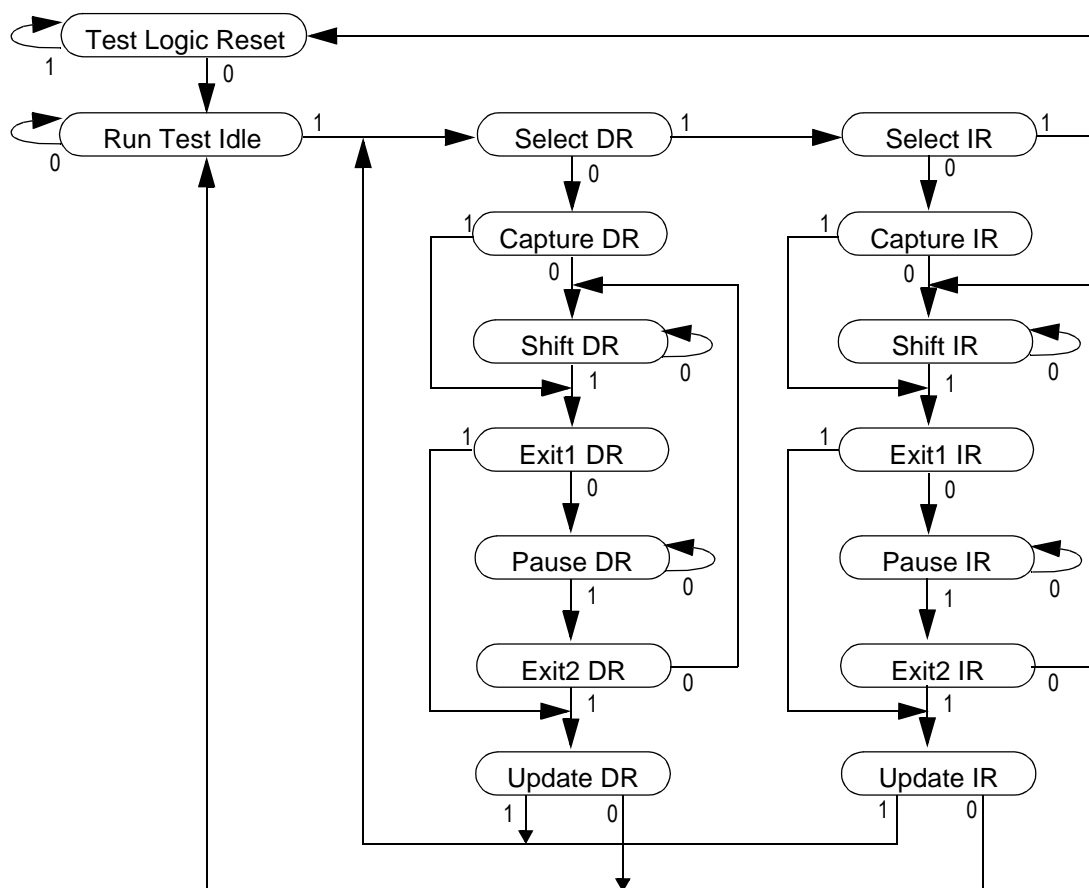 Test Logic Reset
1
0
Run Test Idle
1
Select DR
1
Select IR
1
0
0
0
1
Capture DR
1
Capture IR
0
0
Shift DR
0
Shift IR
0
1
1
1
Exit1 DR
1
Exit1 IR
0
0
Pause DR
0
Pause IR
0
1
1
Exit2 DR
0
Exit2 IR
0
1
1
Update DR
Update IR
1
0
1
0